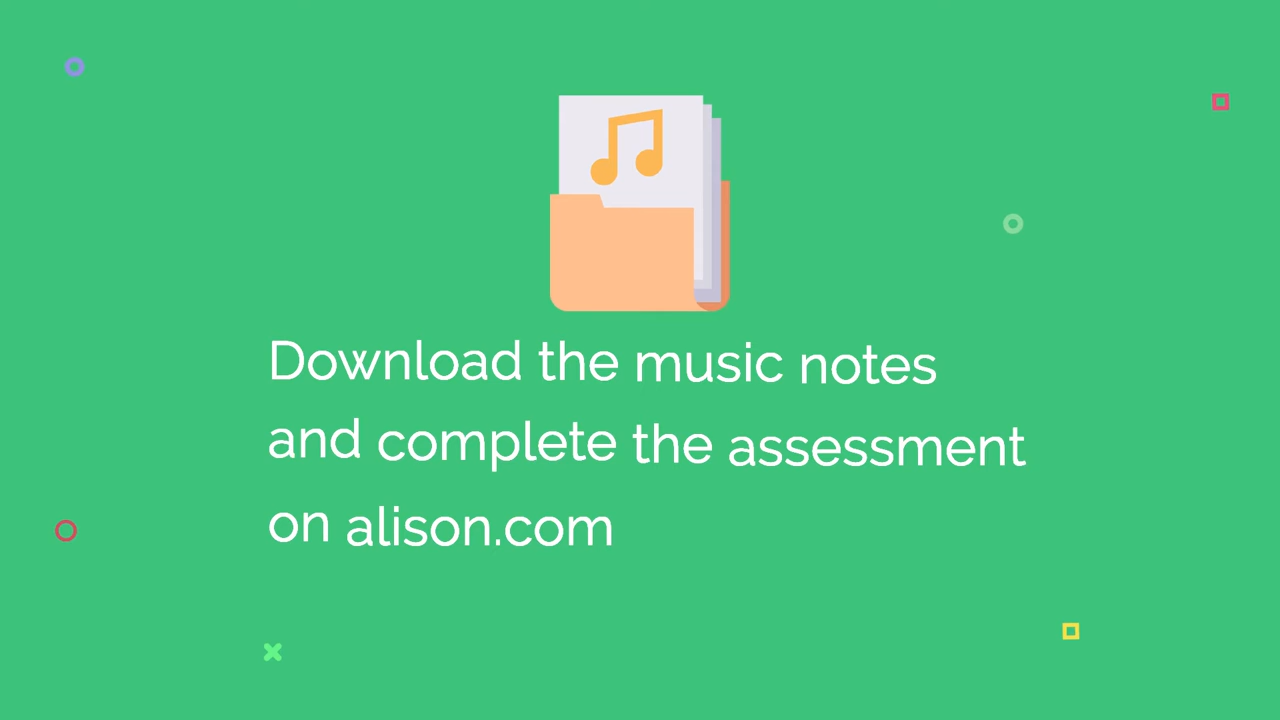 Download the music notes
and complete the assessment
on alison.com